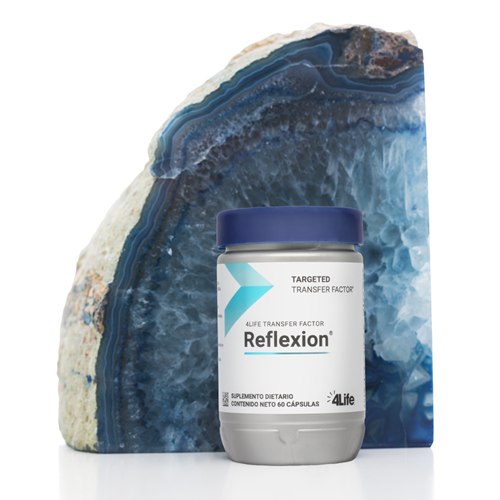 TARGETED
TRANSFER FACTOR®
4LIFE TRANSFER FACTOR
Reflexion®
SUPLEMENTO DIETARIO
CONTENIDO NETO 60 CÁPSULAS
4Life